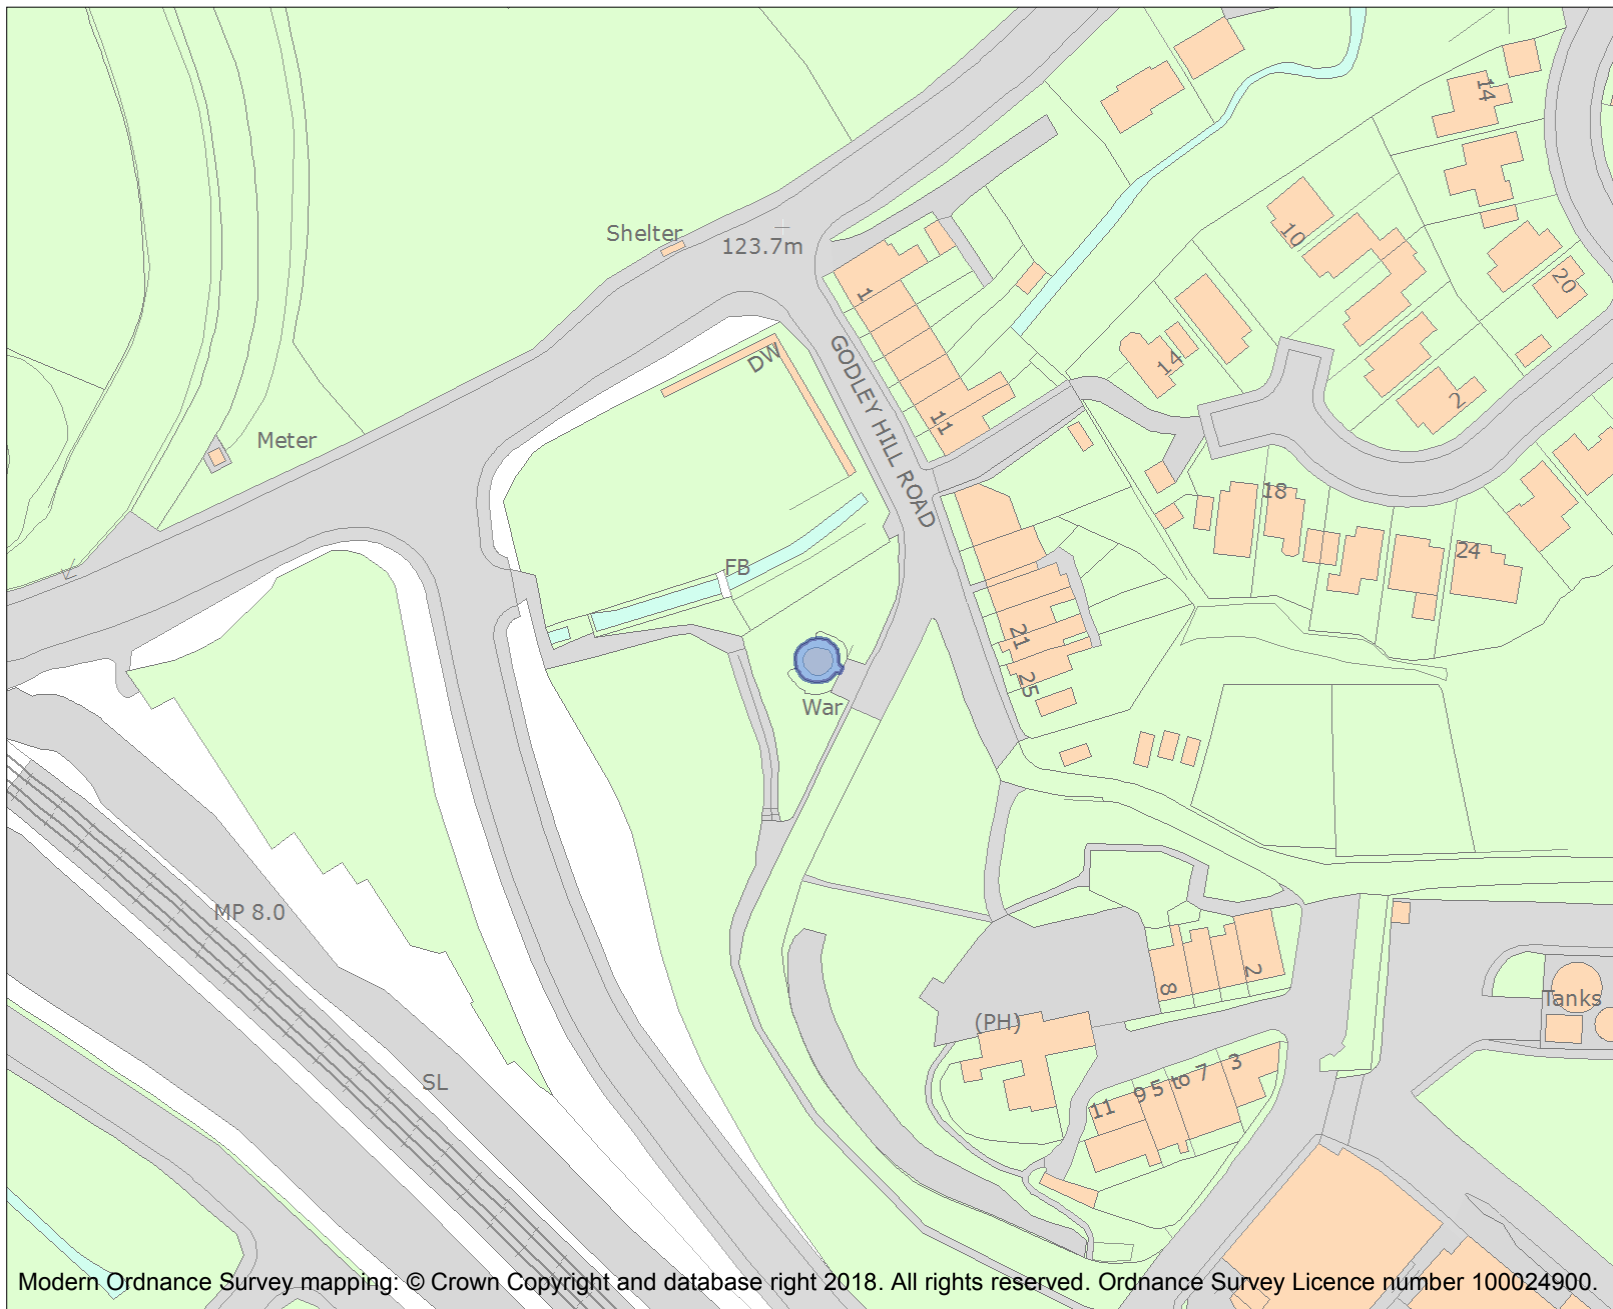 14
Shelter
123.7m
10
20
1
GODLEY HILL ROAD
DW
14
2
11
Meter
18
24
FB
21
25
War
MP 8.0
2
8
Tanks
(PH)
SL
3
5 to 7
9
11
Modern Ordnance Survey mapping: © Crown Copyright and database right 2018. All rights reserved. Ordnance Survey Licence number 100024900.